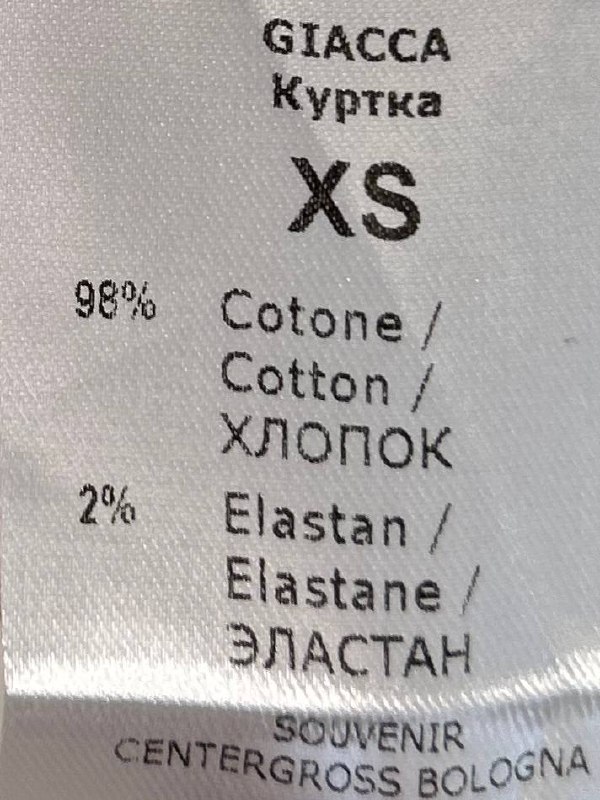 GIACCA
Куртка
XS
98% Cotone /
Cotton /
ХЛОПОК
2% Elastan /
Elastane /
ЭЛАСТАН
SOUVENIR
CENTERGROSS BOLOGNA